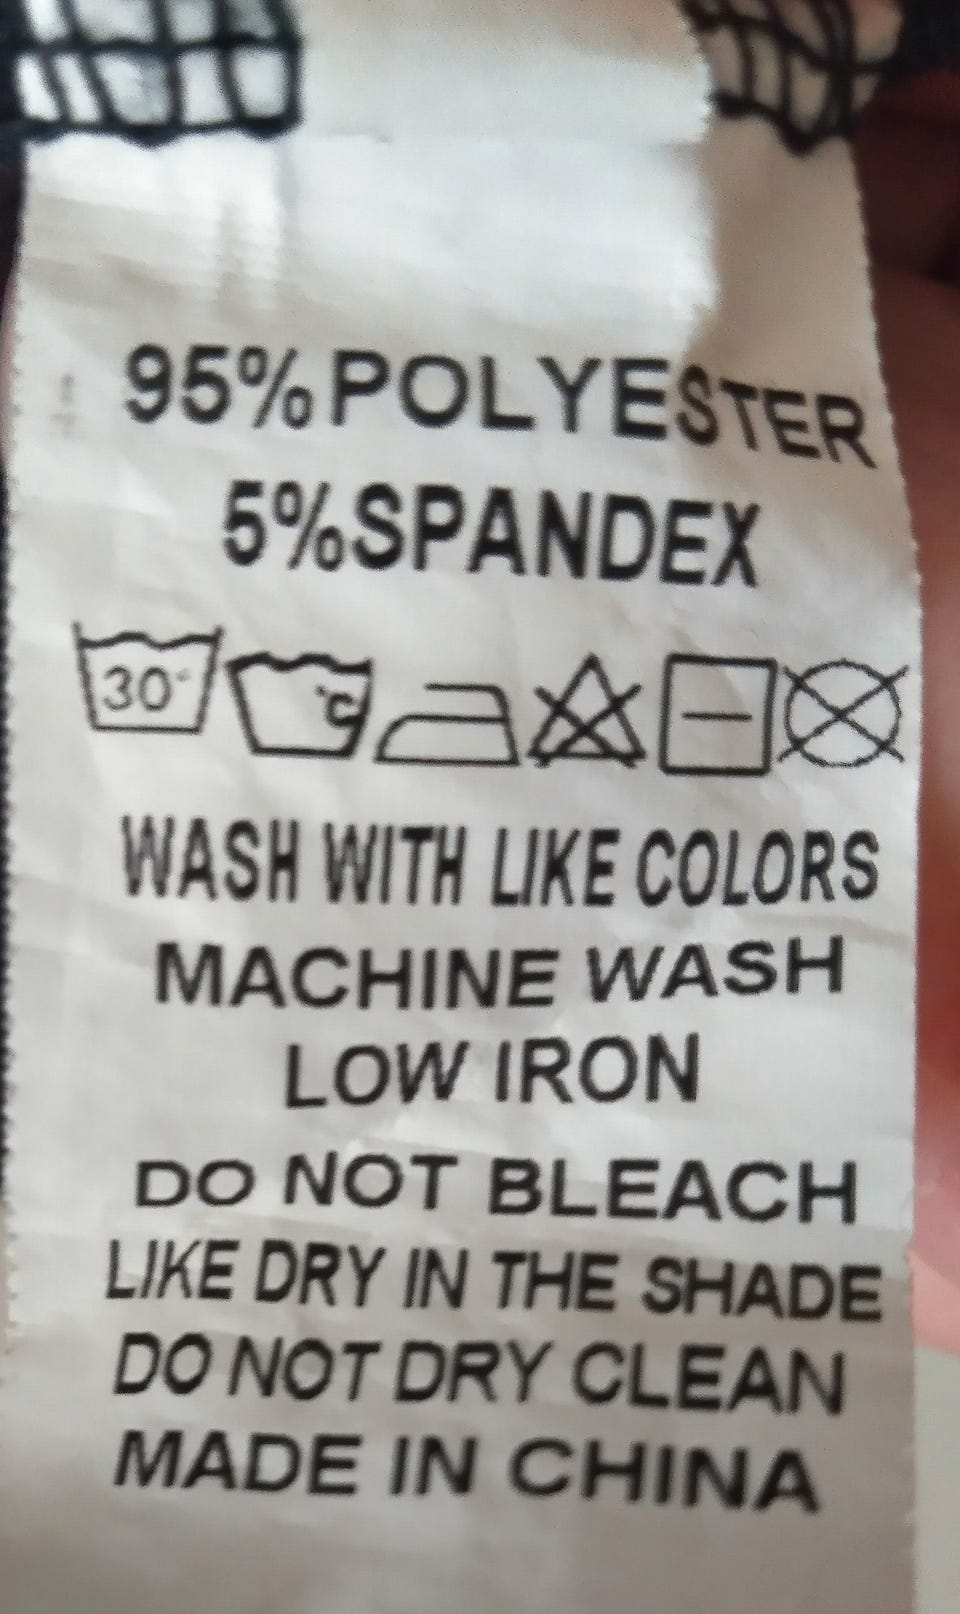 95%POLYESTER
5%SPANDEX
30° °C
WASH WITH LIKE COLORS
MACHINE WASH
LOW IRON
DO NOT BLEACH
LIKE DRY IN THE SHADE
DO NOT DRY CLEAN
MADE IN CHINA